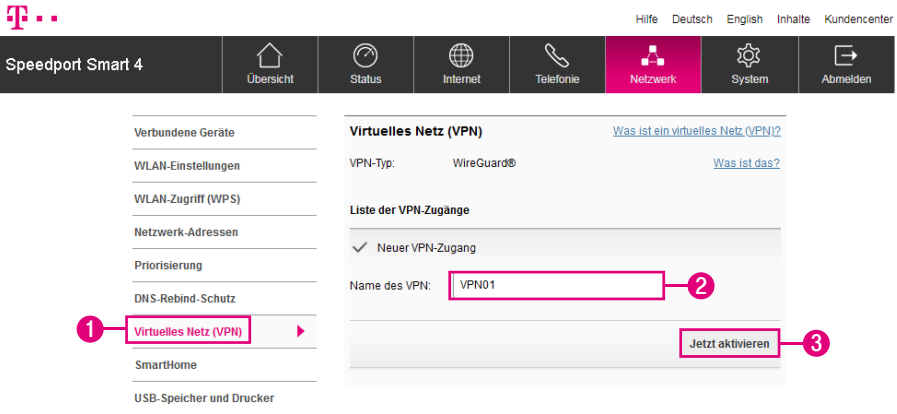 T
Hilfe Deutsch English Inhalte Kundencenter
Speedport Smart 4
Übersicht Status Internet Telefonie Netzwerk System Abmelden
Verbundene Geräte
WLAN-Einstellungen
WLAN-Zugriff (WPS)
Netzwerk-Adressen
Priorisierung
DNS-Rebind-Schutz
1 Virtuelles Netz (VPN)
SmartHome
USB-Speicher und Drucker
Virtuelles Netz (VPN) Was ist ein virtuelles Netz (VPN)?
VPN-Typ: WireGuard® Was ist das?
Liste der VPN-Zugänge
Neuer VPN-Zugang
Name des VPN: VPN01 2
Jetzt aktivieren 3